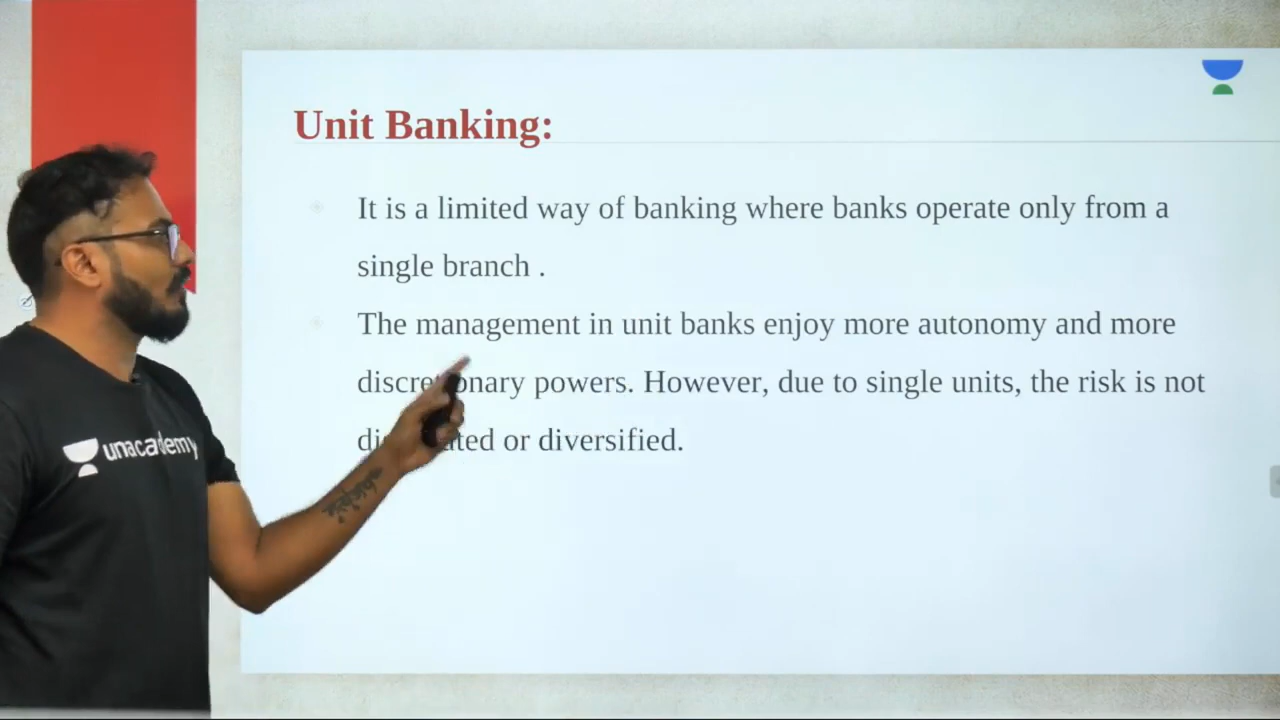 Unit Banking:
It is a limited way of banking where banks operate only from a
single branch .
The management in unit banks enjoy more autonomy and more
powers. However, due to single units, the risk is not
or diversified.
unacademy